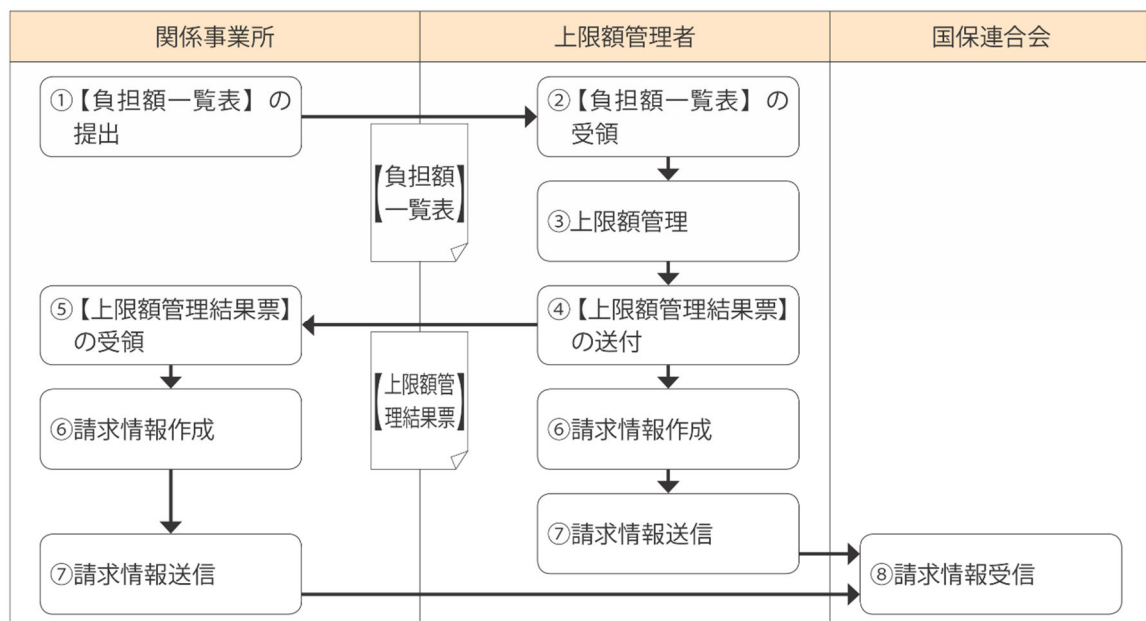 関係事業所
上限額管理者
国保連合会
①【負担額一覧表】の
提出
②【負担額一覧表】の
受領
【負担額
一覧表】
③上限額管理
⑤【上限額管理結果票】
の受領
④【上限額管理結果票】
の送付
【上限額管
理結果票】
⑥請求情報作成
⑥請求情報作成
⑦請求情報送信
⑦請求情報送信
⑧請求情報受信